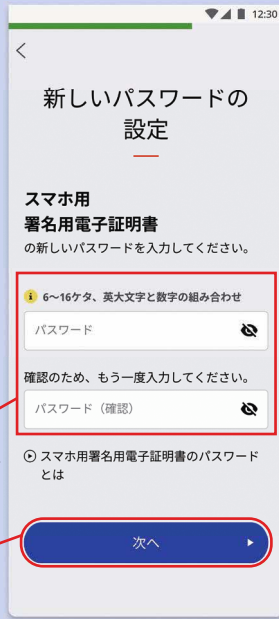 12:30
新しいパスワードの
設定
スマホ用
署名用電子証明書
の新しいパスワードを入力してください。
i 6〜16ケタ、英大文字と数字の組み合わせ
パスワード
確認のため、もう一度入力してください。
パスワード（確認）
スマホ用署名用電子証明書のパスワード
とは
次へ